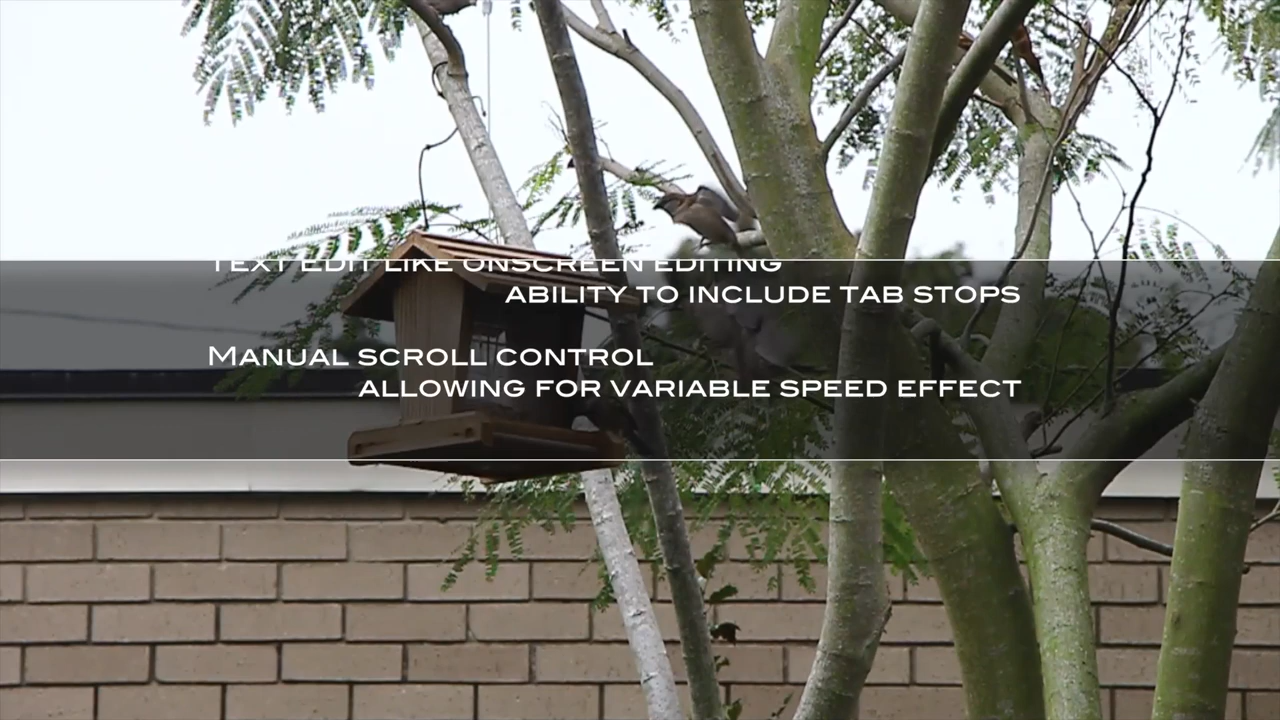 TEXT EDIT LIKE ONSCREEN EDITING
ABILITY TO INCLUDE TAB STOPS
MANUAL SCROLL CONTROL
ALLOWING FOR VARIABLE SPEED EFFECT